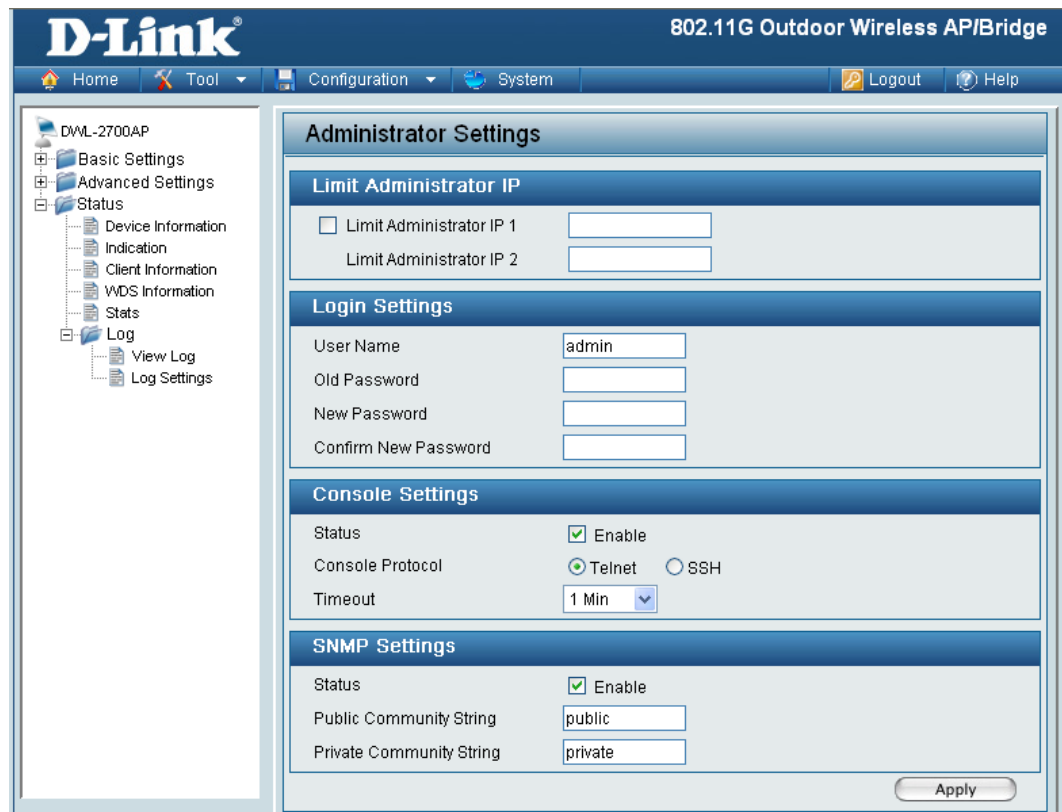 D-Link®
802.11G Outdoor Wireless AP/Bridge
Home Tool Configuration System Logout Help
DWL-2700AP
Basic Settings
Advanced Settings
Status
Device Information
Indication
Client Information
WDS Information
Stats
Log
View Log
Log Settings
Administrator Settings
Limit Administrator IP
Limit Administrator IP 1
Limit Administrator IP 2
Login Settings
User Name admin
Old Password
New Password
Confirm New Password
Console Settings
Status Enable
Console Protocol Telnet SSH
Timeout 1 Min
SNMP Settings
Status Enable
Public Community String public
Private Community String private
Apply